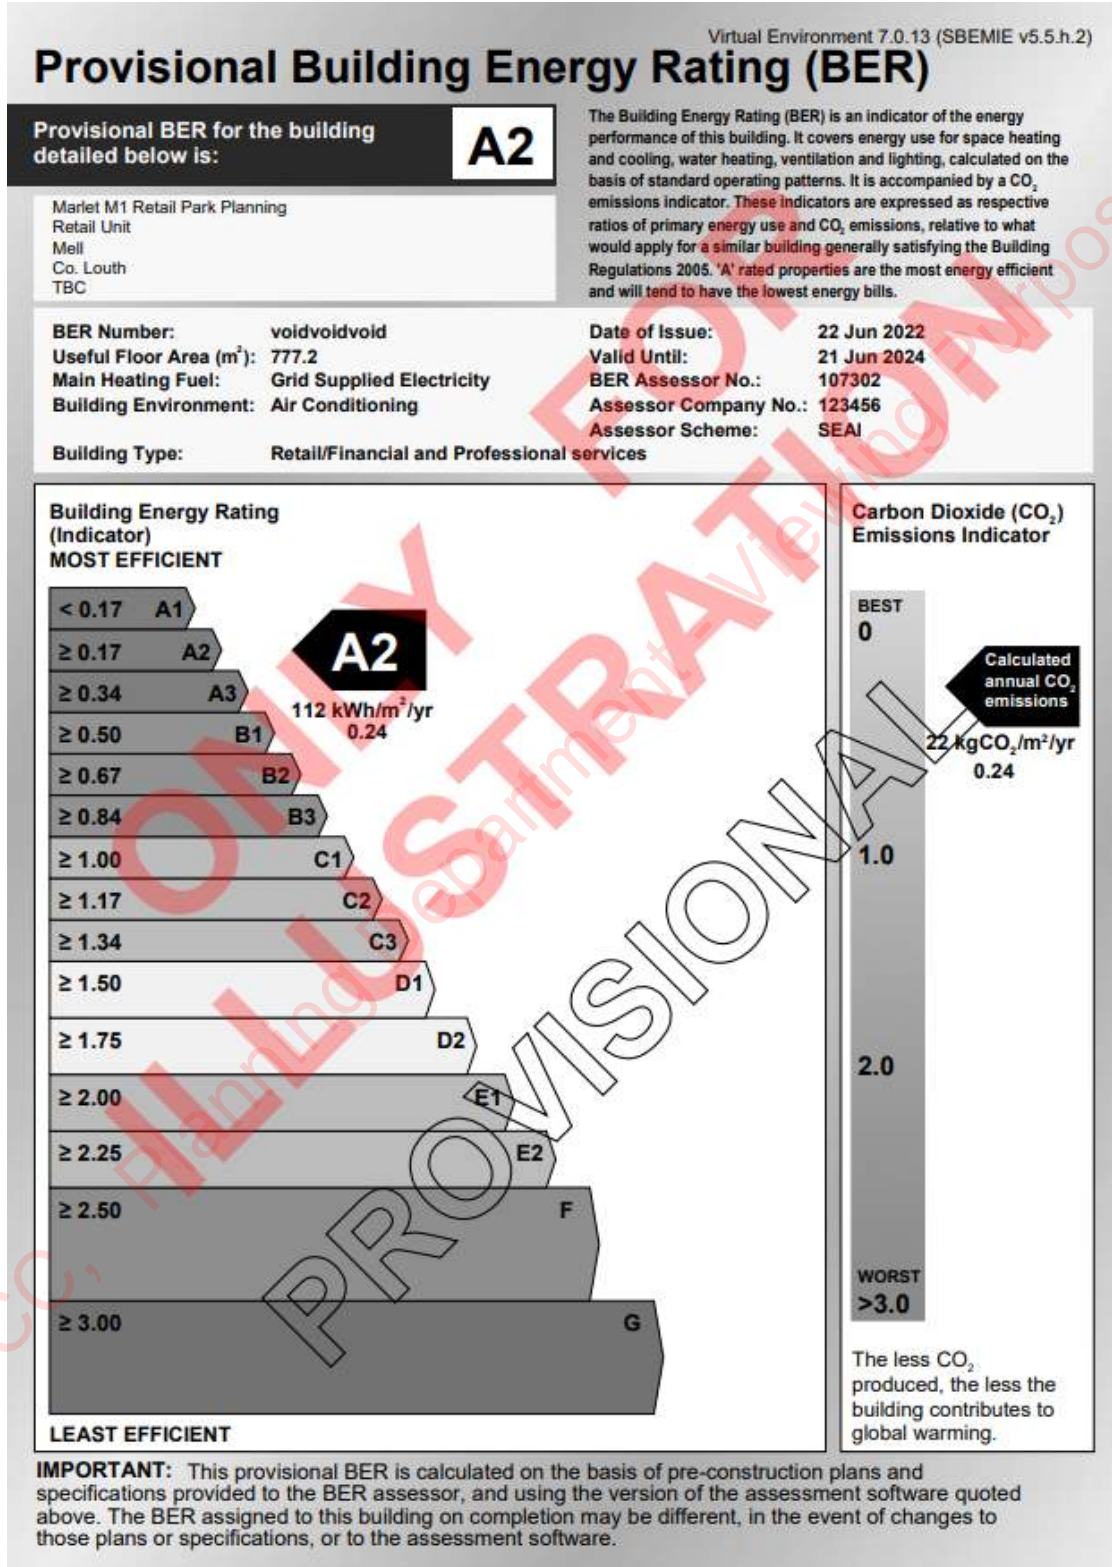 Virtual Environment 7.0.13 (SBEMIE v5.5.h.2)
Provisional Building Energy Rating (BER)
Provisional BER for the building
detailed below is:
A2
The Building Energy Rating (BER) is an indicator of the energy
performance of this building. It covers energy use for space heating
and cooling, water heating, ventilation and lighting, calculated on the
basis of standard operating patterns. It is accompanied by a CO₂
emissions indicator. These indicators are expressed as respective
ratios of primary energy use and CO₂ emissions, relative to what
would apply for a similar building generally satisfying the Building
Regulations 2005. 'A' rated properties are the most energy efficient
and will tend to have the lowest energy bills.
Marlet M1 Retail Park Planning
Retail Unit
Mell
Co. Louth
TBC
BER Number: voidvoidvoid
Useful Floor Area (m²): 777.2
Main Heating Fuel: Grid Supplied Electricity
Building Environment: Air Conditioning
Building Type: Retail/Financial and Professional services
Date of Issue: 22 Jun 2022
Valid Until: 21 Jun 2024
BER Assessor No.: 107302
Assessor Company No.: 123456
Assessor Scheme: SEAI
Building Energy Rating
(Indicator)
MOST EFFICIENT
< 0.17 A1
≥ 0.17 A2
≥ 0.34 A3
≥ 0.50 B1
≥ 0.67 B2
≥ 0.84 B3
≥ 1.00 C1
≥ 1.17 C2
≥ 1.34 C3
≥ 1.50 D1
≥ 1.75 D2
≥ 2.00 E1
≥ 2.25 E2
≥ 2.50 F
≥ 3.00 G
LEAST EFFICIENT
A2
112 kWh/m²/yr
0.24
Carbon Dioxide (CO₂)
Emissions Indicator
BEST
0
1.0
2.0
WORST
>3.0
Calculated
annual CO₂
emissions
22 kgCO₂/m²/yr
0.24
The less CO₂
produced, the less the
building contributes to
global warming.
FOR
ILLUSTRATION
ONLY
PROVISIONAL
CC, Planning Department - Viewing Purpos
IMPORTANT: This provisional BER is calculated on the basis of pre-construction plans and
specifications provided to the BER assessor, and using the version of the assessment software quoted
above. The BER assigned to this building on completion may be different, in the event of changes to
those plans or specifications, or to the assessment software.